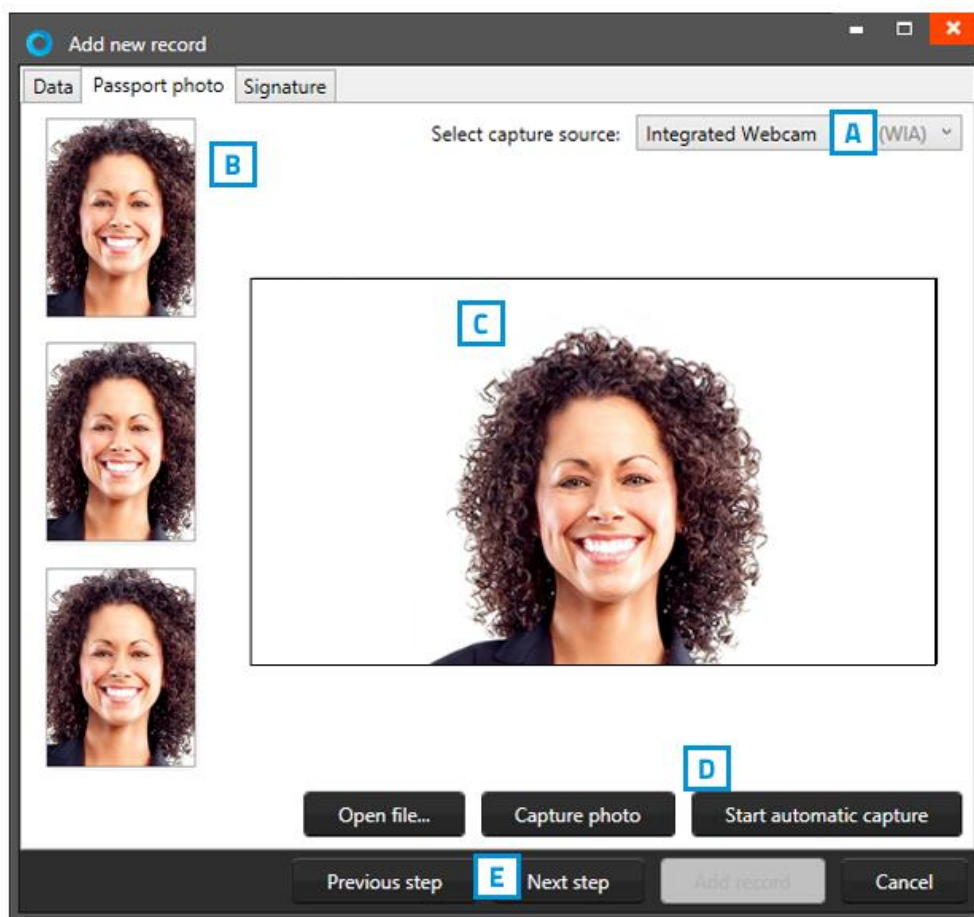 Add new record
Data Passport photo Signature
Select capture source: Integrated Webcam A (WIA)
B
C
D
Open file... Capture photo Start automatic capture
Previous step E Next step Add record Cancel